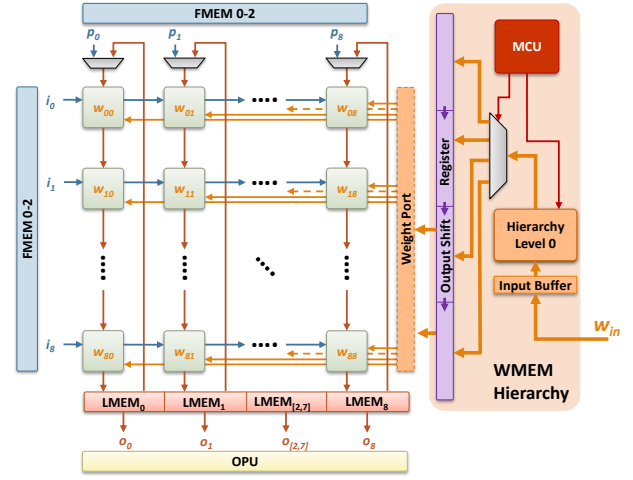 FMEM 0-2
p0
p1
p8
MCU
i0
w00
w01
w08
i1
w10
w11
w18
FMEM 0-2
Weight Port
Output Shift Register
Hierarchy
Level 0
Input Buffer
win
i8
w80
w81
w88
WMEM
Hierarchy
LMEM0
LMEM1
LMEM[2,7]
LMEM8
o0
o1
o[2,7]
o8
OPU